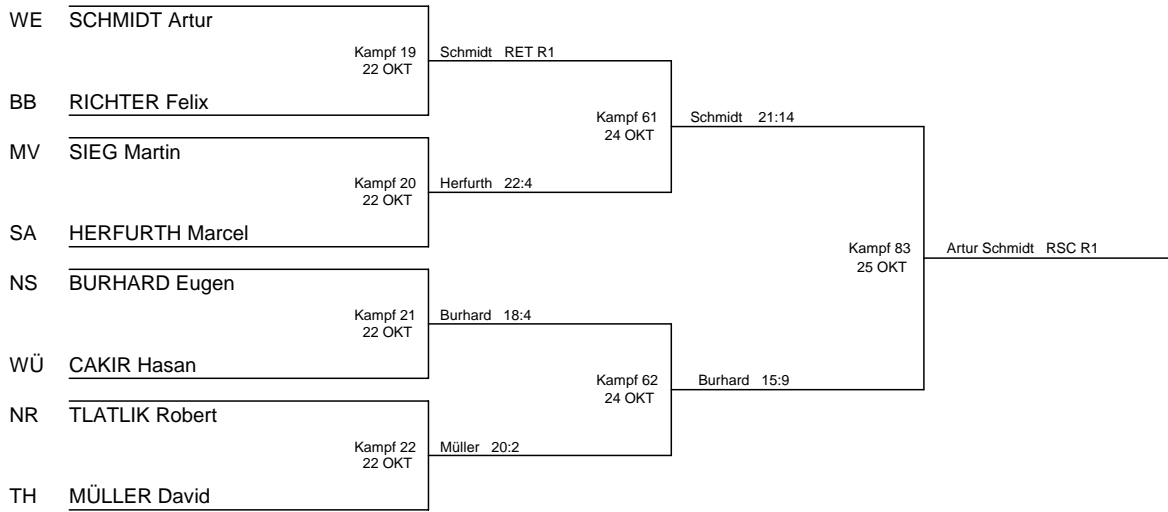 WE SCHMIDT Artur
Kampf 19 Schmidt RET R1
22 OKT
BB RICHTER Felix
Kampf 61 Schmidt 21:14
24 OKT
MV SIEG Martin
Kampf 20 Herfurth 22:4
22 OKT
SA HERFURTH Marcel
Kampf 83 Artur Schmidt RSC R1
25 OKT
NS BURHARD Eugen
Kampf 21 Burhard 18:4
22 OKT
WÜ CAKIR Hasan
Kampf 62 Burhard 15:9
24 OKT
NR TLATLIK Robert
Kampf 22 Müller 20:2
22 OKT
TH MÜLLER David